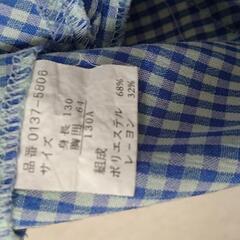 品番 0137-5806
サイズ
身長 130
胸囲 64
130A
組成
ポリエステル 68%
レーヨン 32%